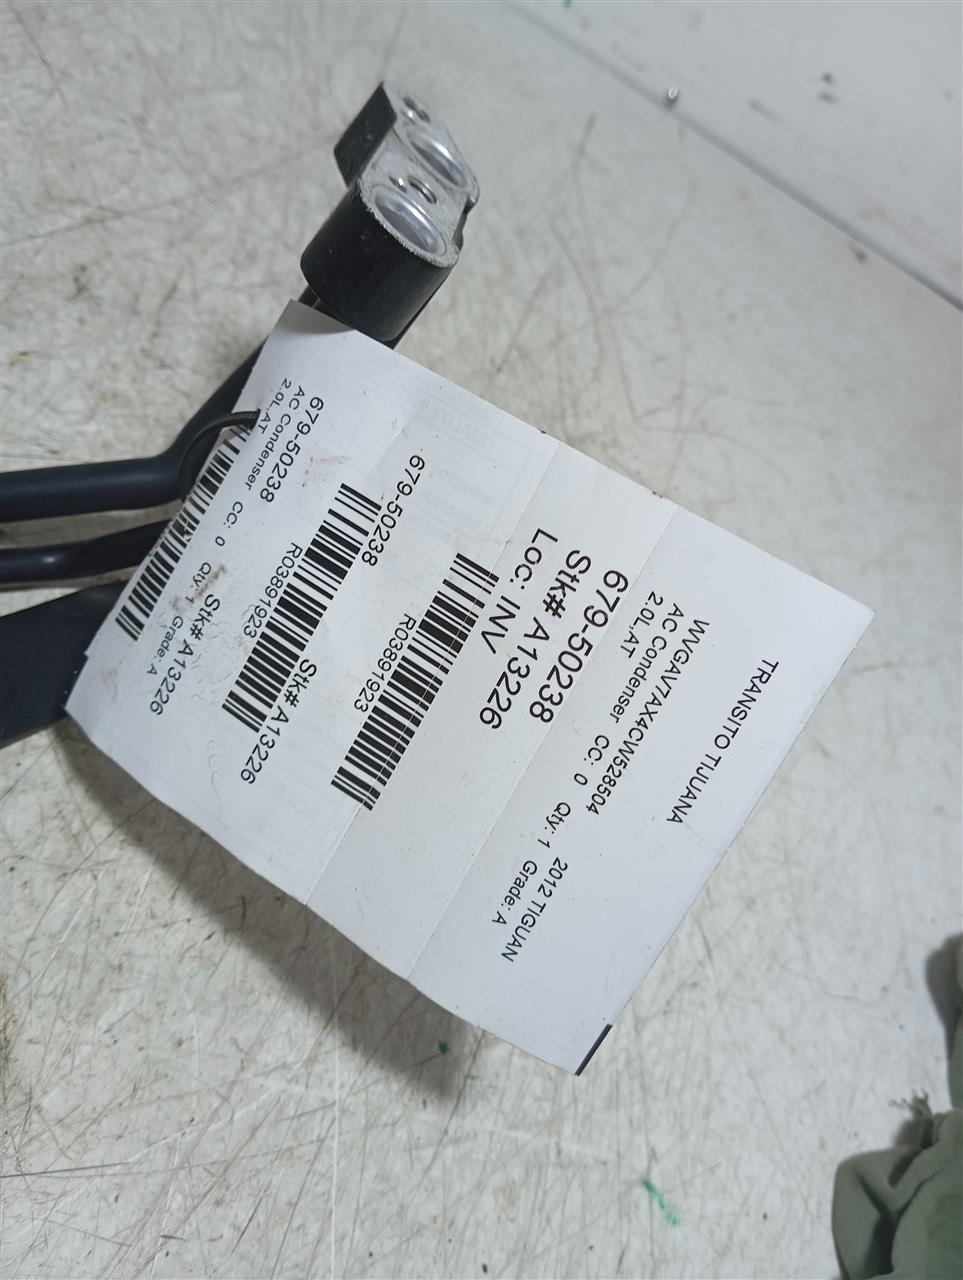 TRANSITO TIJUANA
WVGAV7AX4CW528504 2012 TIGUAN
AC Condenser CC: 0 Qty: 1 Grade: A
2.0L,AT
679-50238
Stk# A13226
Loc: INV
R03891923
679-50238 Stk# A13226
R03891923
679-50238 Stk# A13226
AC Condenser CC: 0 Qty: 1 Grade: A
2.0L,AT